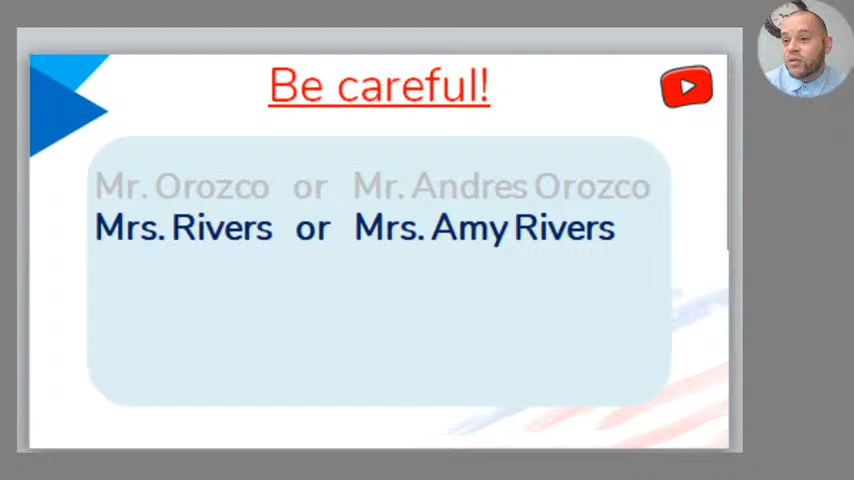 Be careful!
Mr. Orozco or Mr. Andres Orozco
Mrs. Rivers or Mrs. Amy Rivers